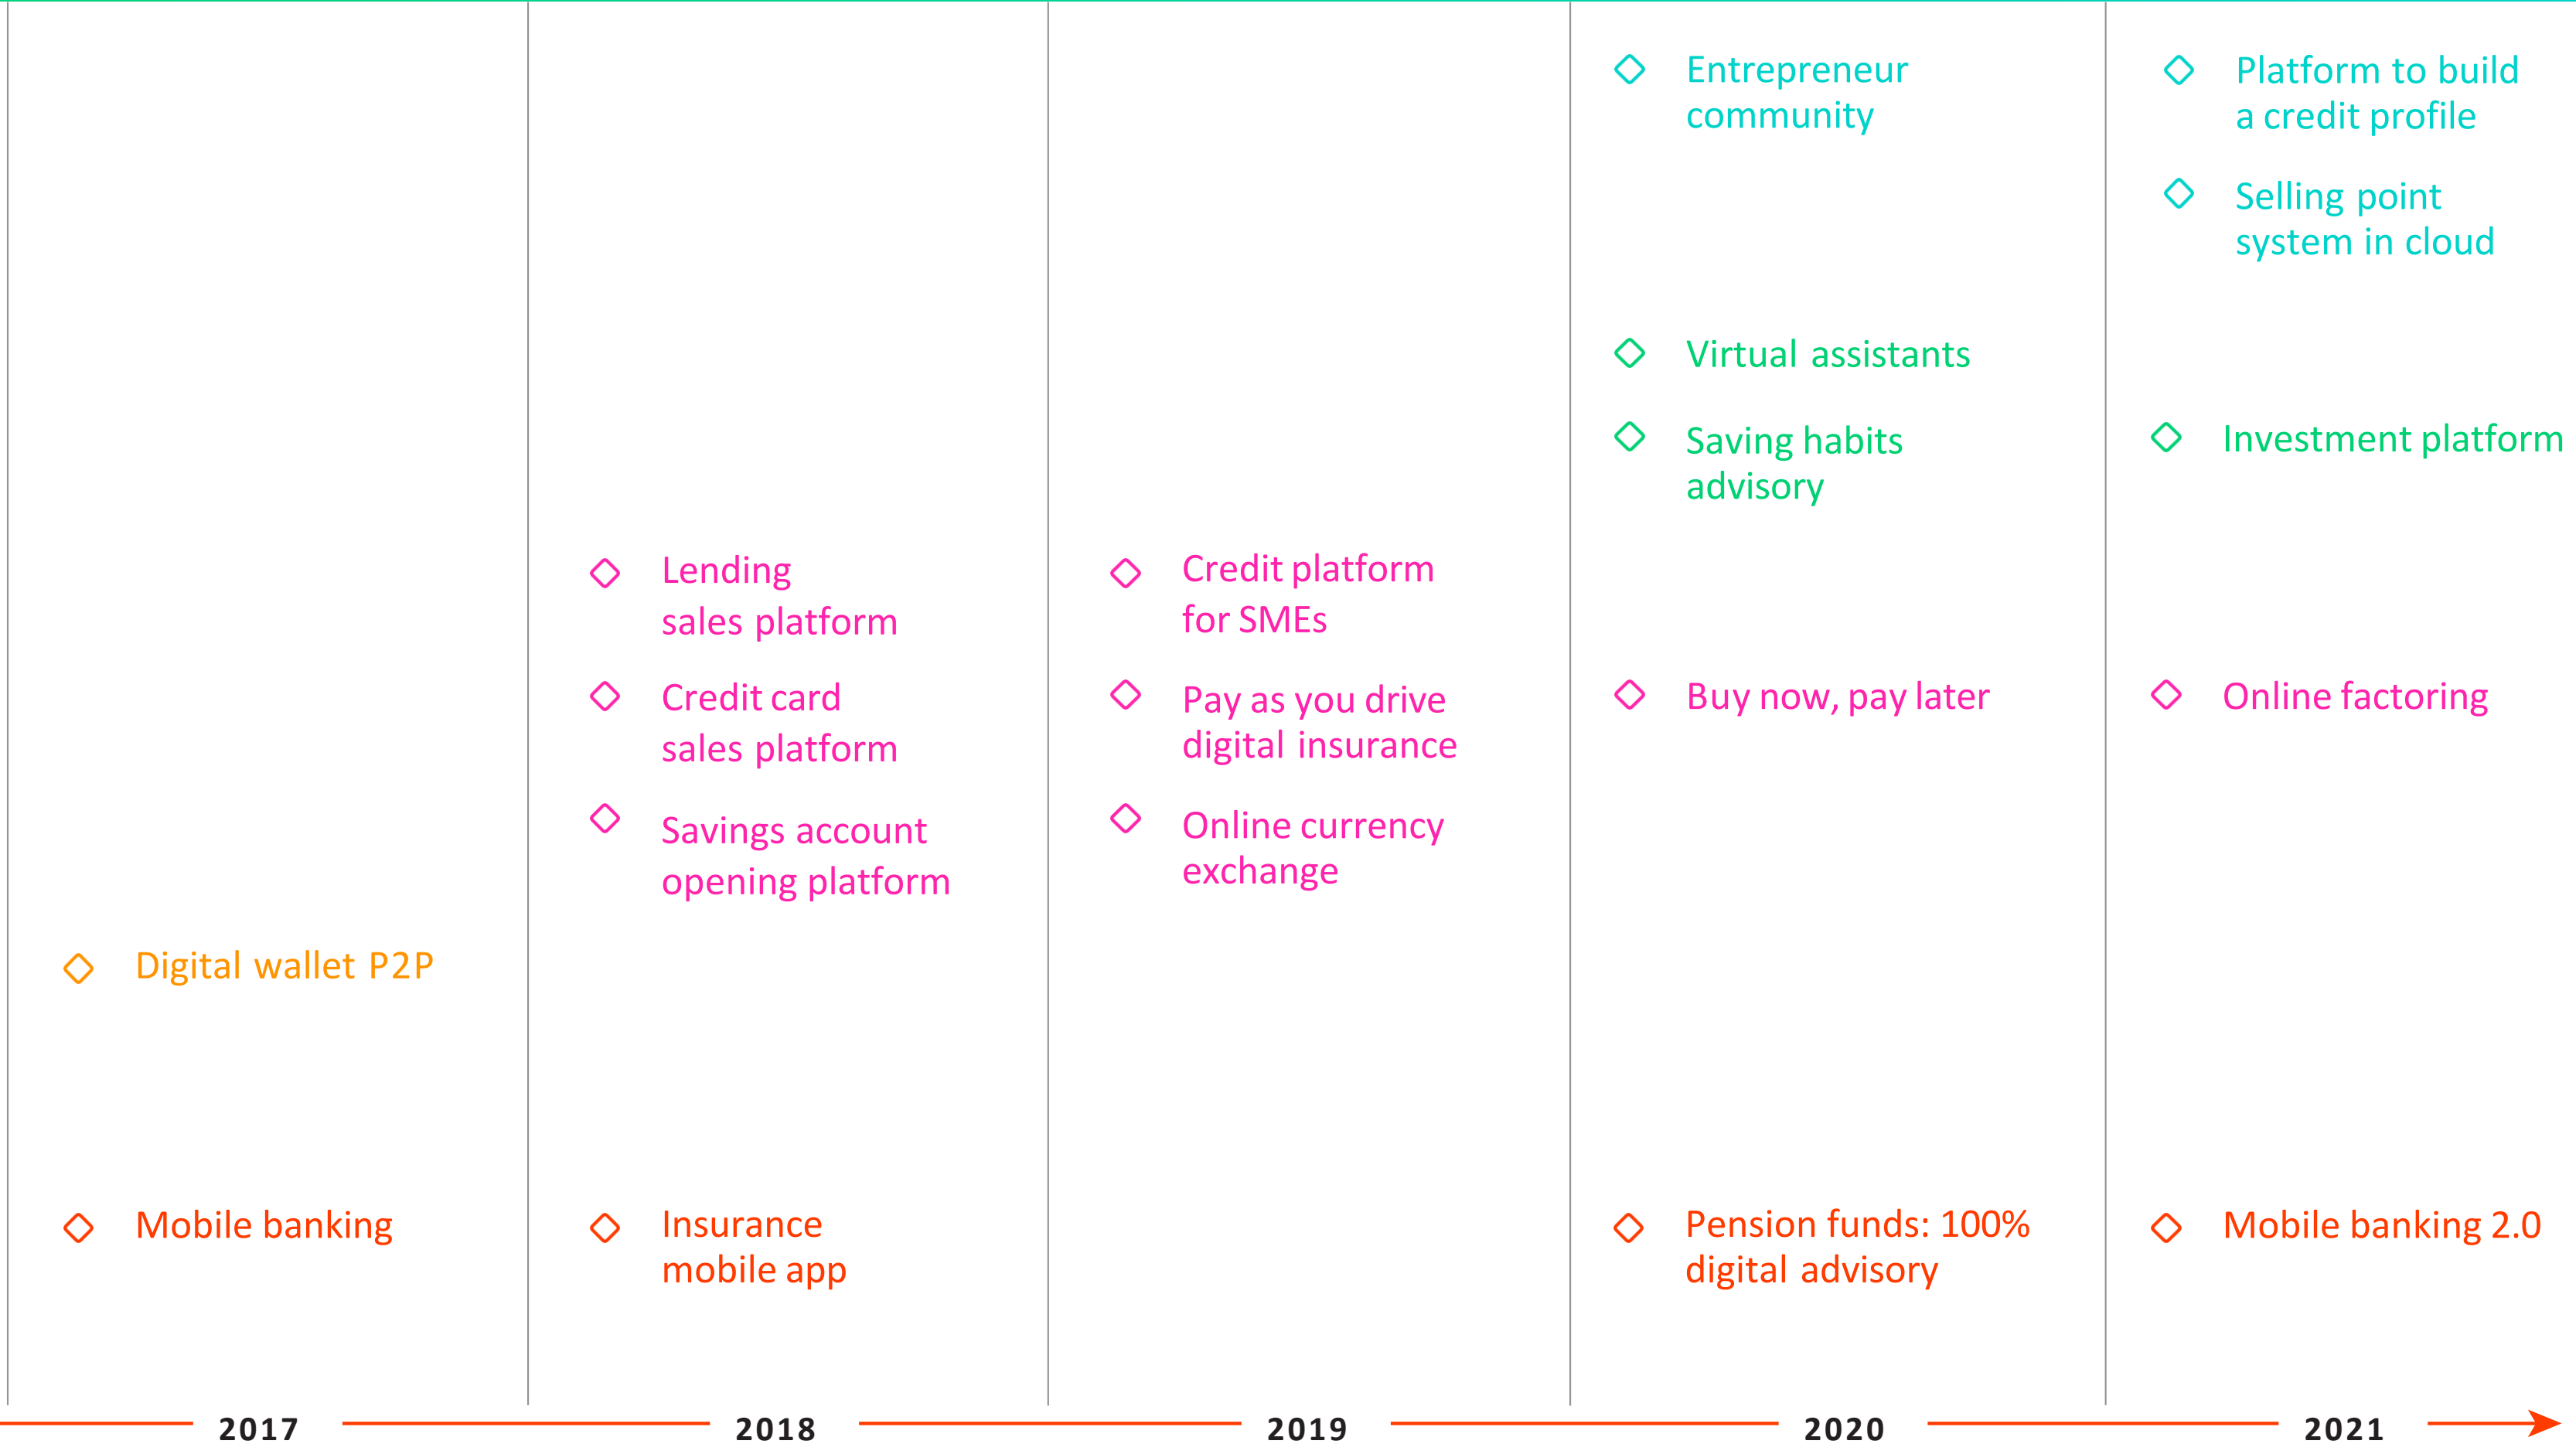 Digital wallet P2P
Mobile banking
Lending
sales platform
Credit card
sales platform
Savings account
opening platform
Insurance
mobile app
Credit platform
for SMEs
Pay as you drive
digital insurance
Online currency
exchange
Entrepreneur
community
Virtual assistants
Saving habits
advisory
Buy now, pay later
Pension funds: 100%
digital advisory
Platform to build
a credit profile
Selling point
system in cloud
Investment platform
Online factoring
Mobile banking 2.0
2017
2018
2019
2020
2021